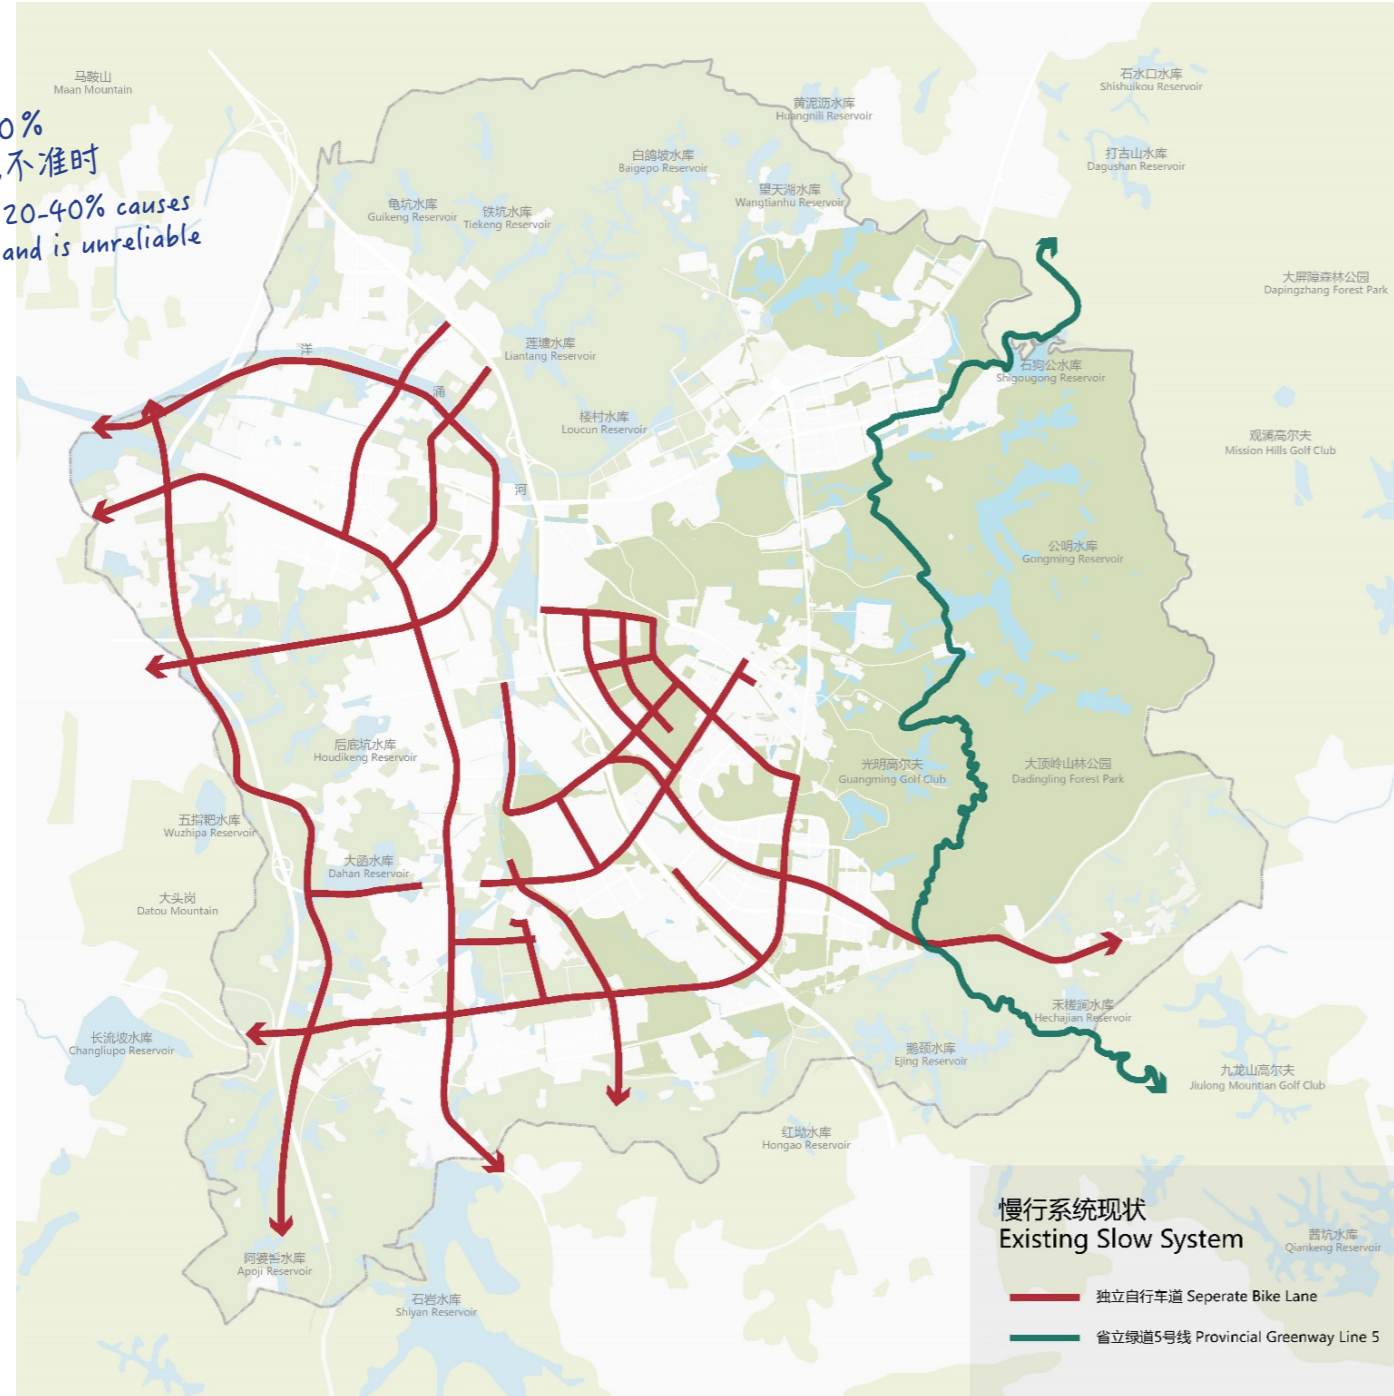 马鞍山
Maan Mountain
0%
不准时
20-40% causes
and is unreliable
石水口水库
Shishuikou Reservoir
黄泥沥水库
Huangnili Reservoir
打古山水库
Dagushan Reservoir
白鸽坡水库
Baigepo Reservoir
望天湖水库
Wangtianhu Reservoir
龟坑水库
Guikeng Reservoir
铁坑水库
Tiekeng Reservoir
大屏障森林公园
Dapingzhang Forest Park
莲塘水库
Liantang Reservoir
洋
涌
河
石狗公水库
Shigougong Reservoir
楼村水库
Loucun Reservoir
观澜高尔夫
Mission Hills Golf Club
公明水库
Gongming Reservoir
后底坑水库
Houdikeng Reservoir
光明高尔夫
Guangming Golf Club
大顶岭山林公园
Dadingling Forest Park
五指耙水库
Wuzhipa Reservoir
大凼水库
Dahan Reservoir
大头岗
Datou Mountain
长流坡水库
Changliupo Reservoir
禾槎涧水库
Hechajian Reservoir
鹅颈水库
Ejing Reservoir
九龙山高尔夫
Jiulong Mountian Golf Club
红坳水库
Hongao Reservoir
阿婆髻水库
Apoji Reservoir
石岩水库
Shiyan Reservoir
茜坑水库
Qiankeng Reservoir
慢行系统现状
Existing Slow System
独立自行车道 Seperate Bike Lane
省立绿道5号线 Provincial Greenway Line 5